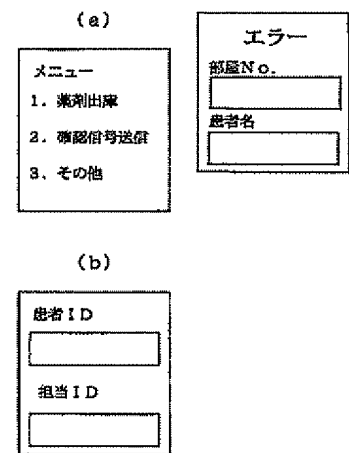 (a)
メニュー
1. 薬剤出庫
2. 確認信号送信
3. その他
エラー
部屋No.
患者名
(b)
患者ID
担当ID